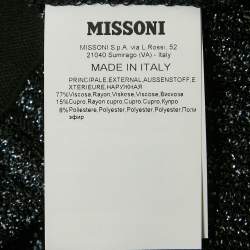 MISSONI
MISSONI S.p.A. via L.Rossi, 52
21040 Sumirago (VA) - Italy
MADE IN ITALY
PRINCIPALE,EXTERNAL,AUSSENSTOFF,E
XTERIEURE,НАРУЖНАЯ
77%Viscosa,Rayon,Viskose,Viscose,Вискоза
15%Cupro,Rayon cupro,Cupro,Cupro,Купро
8%Poliestere,Polyester,Polyester,Polyester,Поли
эфир